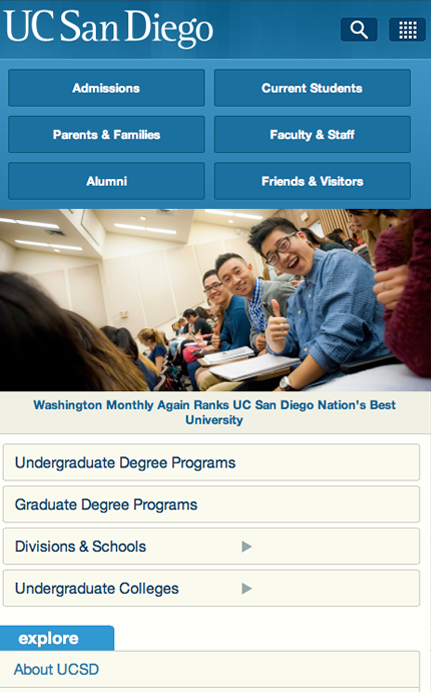 UC San Diego
Admissions
Current Students
Parents & Families
Faculty & Staff
Alumni
Friends & Visitors
Washington Monthly Again Ranks UC San Diego Nation's Best
University
Undergraduate Degree Programs
Graduate Degree Programs
Divisions & Schools
Undergraduate Colleges
explore
About UCSD